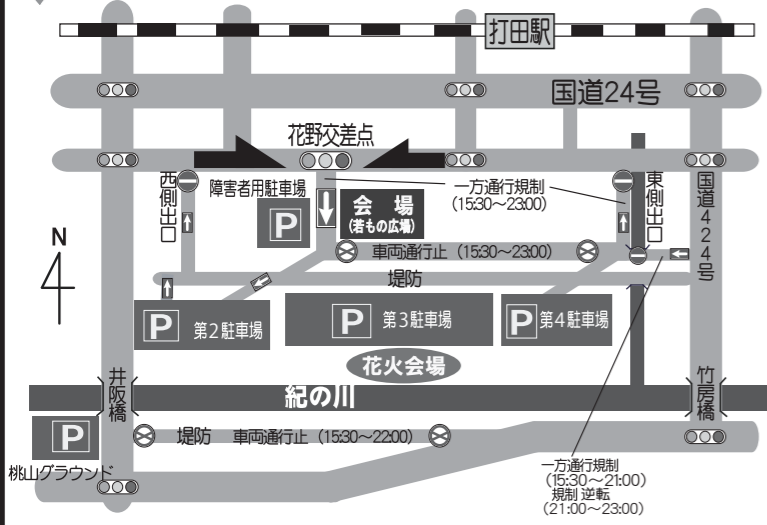 打田駅
国道24号
花野交差点
西側出口
障害者用駐車場
P
会 場
(若もの広場)
一方通行規制
(15:30～23:00)
東側出口
国道424号
N
車両通行止 (15:30～23:00)
堤防
P 第2駐車場
P 第3駐車場
P 第4駐車場
花火会場
井阪橋
紀の川
竹房橋
P
桃山グラウンド
堤防 車両通行止 (15:30～22:00)
一方通行規制
(15:30～21:00)
規制逆転
(21:00～23:00)